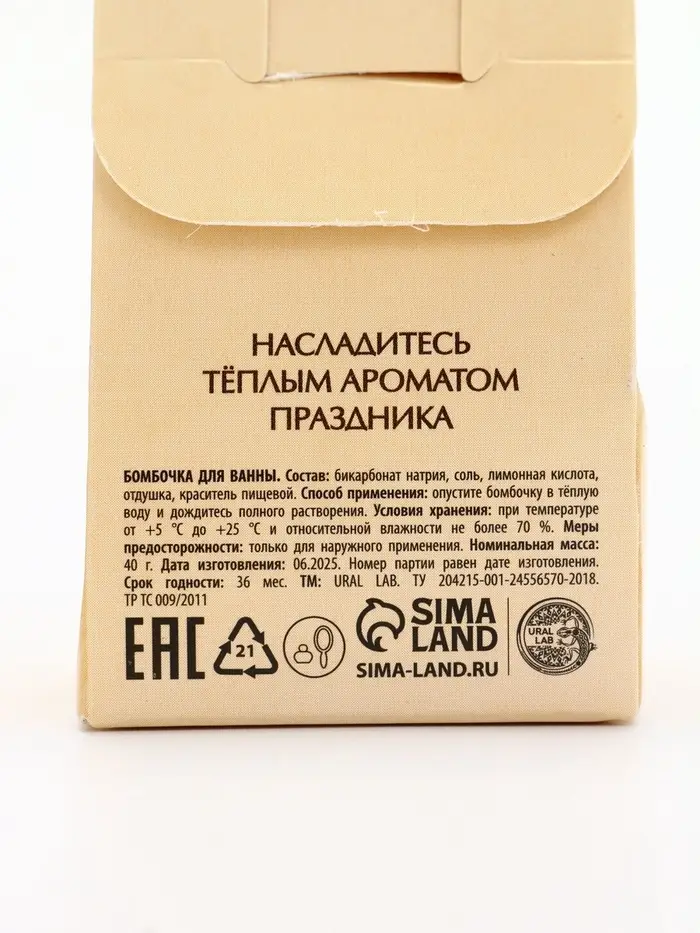 НАСЛАДИТЕСЬ
ТЁПЛЫМ АРОМАТОМ
ПРАЗДНИКА
БОМБОЧКА ДЛЯ ВАННЫ. Состав: бикарбонат натрия, соль, лимонная кислота,
отдушка, краситель пищевой. Способ применения: опустите бомбочку в тёплую
воду и дождитесь полного растворения. Условия хранения: при температуре
от +5 °С до +25 °С и относительной влажности не более 70 %. Меры
предосторожности: только для наружного применения. Номинальная масса:
40 г. Дата изготовления: 06.2025. Номер партии равен дате изготовления.
Срок годности: 36 мес. ТМ: URAL LAB. ТУ 204215-001-24556570-2018.
ТР ТС 009/2011
EAC
21
SIMA
LAND
SIMA-LAND.RU
URAL
LAB